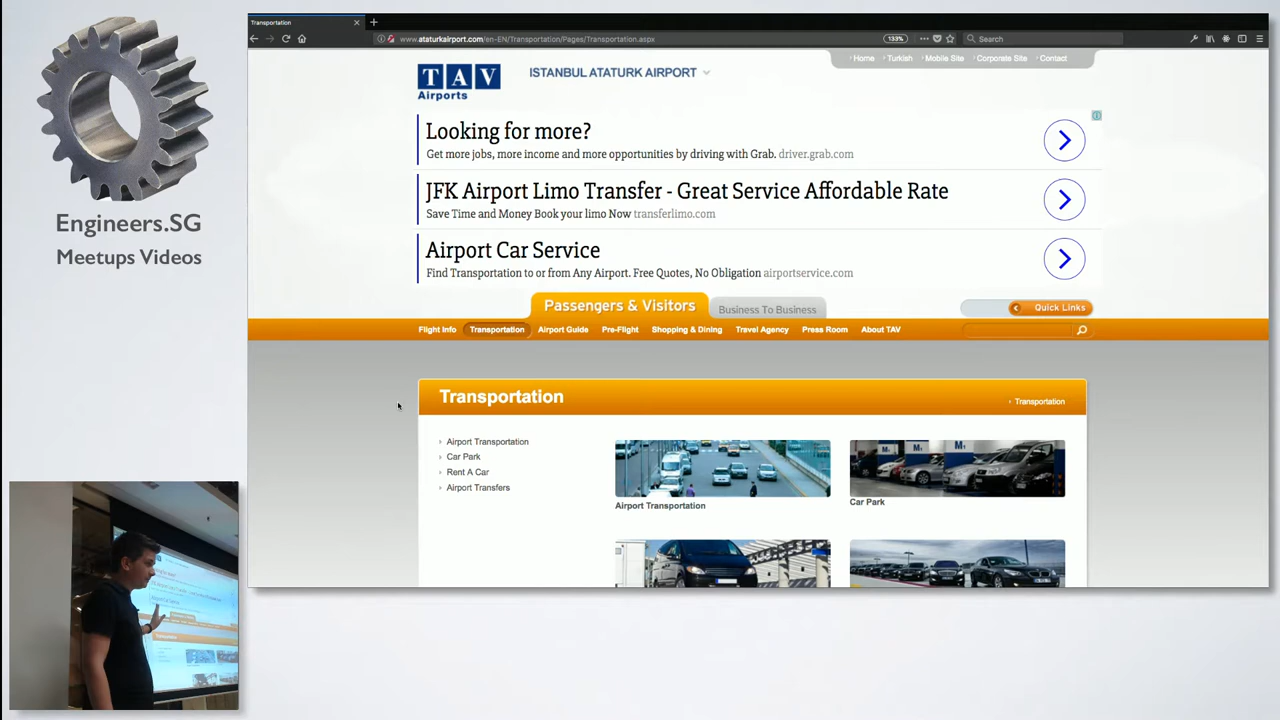 Engineers.SG
Meetups Videos
Transportation
www.ataturkairport.com/en-EN/Transportation/Pages/Transportation.aspx
133%
Search
TAV
Airports
ISTANBUL ATATURK AIRPORT
Home
Turkish
Mobile Site
Corporate Site
Contact
Looking for more?
Get more jobs, more income and more opportunities by driving with Grab. driver.grab.com
JFK Airport Limo Transfer - Great Service Affordable Rate
Save Time and Money Book your limo Now transferlimo.com
Airport Car Service
Find Transportation to or from Any Airport. Free Quotes, No Obligation airportservice.com
Passengers & Visitors
Business To Business
Quick Links
Flight Info
Transportation
Airport Guide
Pre-Flight
Shopping & Dining
Travel Agency
Press Room
About TAV
Transportation
Transportation
Airport Transportation
Car Park
Rent A Car
Airport Transfers
Airport Transportation
Car Park